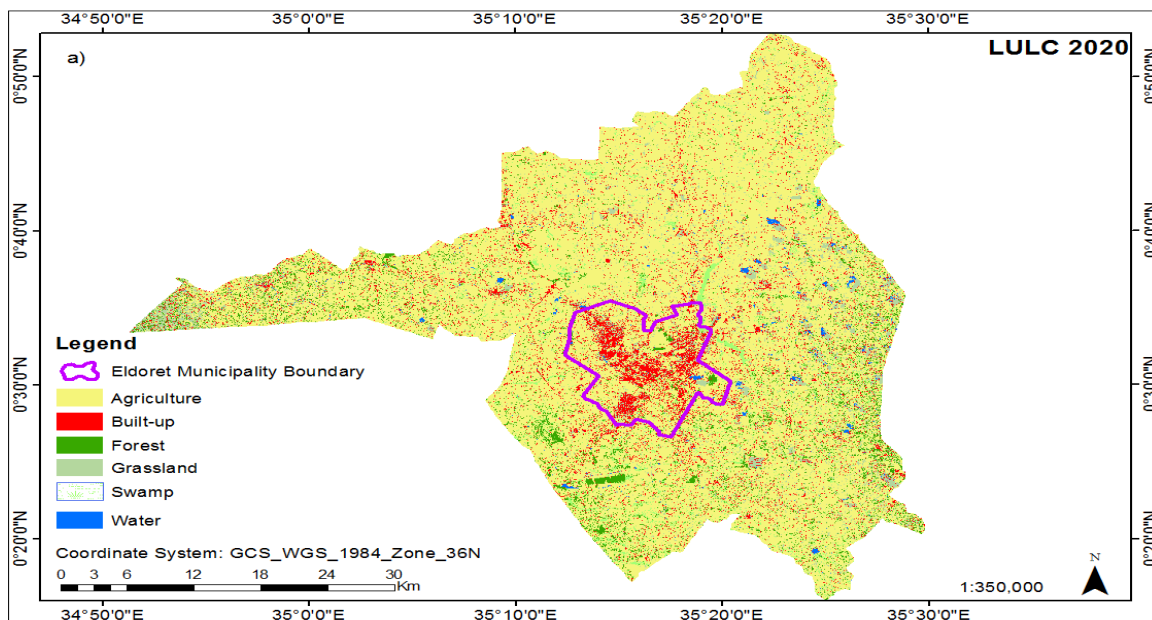 34°50'0"E 35°0'0"E 35°10'0"E 35°20'0"E 35°30'0"E
a)
LULC 2020
0°50'0"N 0°50'0"N
0°40'0"N 0°40'0"N
0°30'0"N 0°30'0"N
0°20'0"N 0°20'0"N
Legend
Eldoret Municipality Boundary
Agriculture
Built-up
Forest
Grassland
Swamp
Water
Coordinate System: GCS_WGS_1984_Zone_36N
0 3 6 12 18 24 30
Km
1:350,000
N
34°50'0"E 35°0'0"E 35°10'0"E 35°20'0"E 35°30'0"E